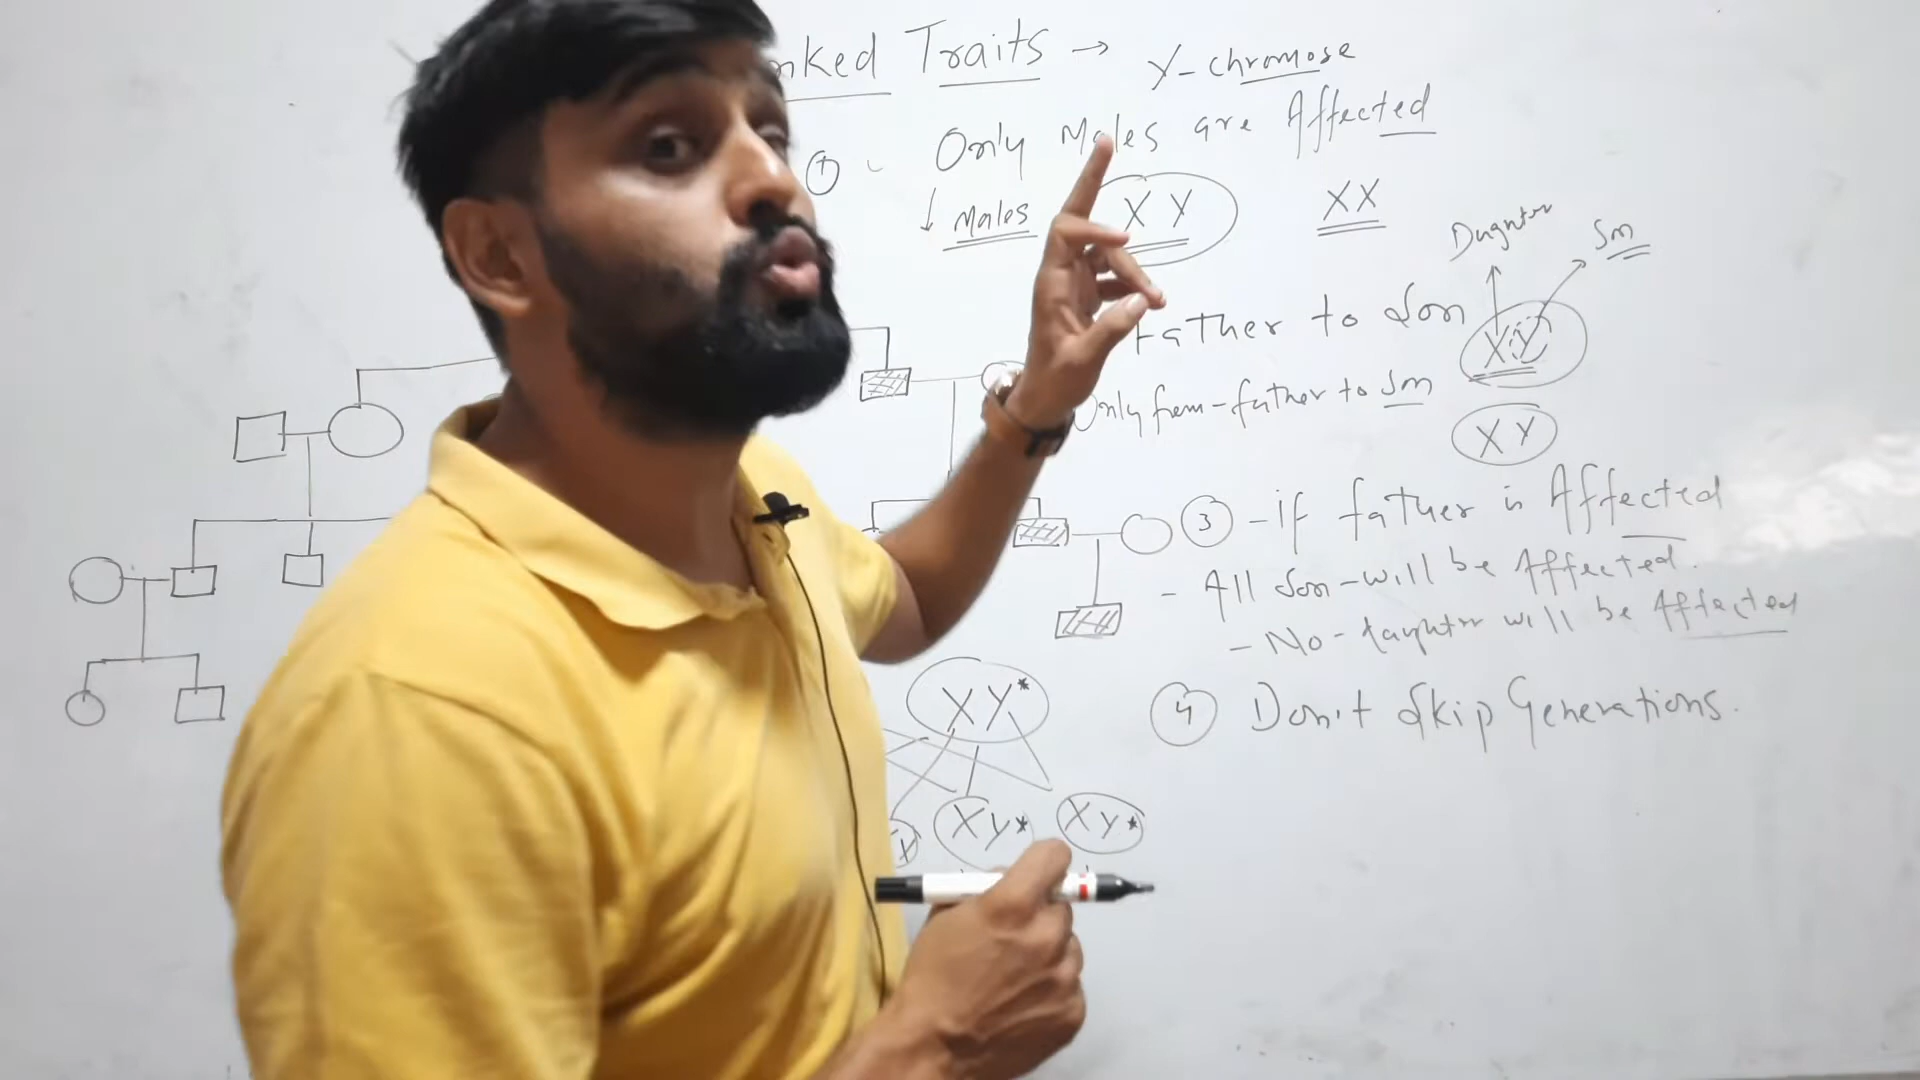 nked Traits → Y-chromose
① Only Males are Affected
↓ Males XY XX
Daughter Son
Father to Son XY
Only from-father to Son
XY
③ -if father is Affected
- All Son-will be Affected.
- No-daughter will be Affected
④ Don't Skip Generations.
XY*
XY* XY*